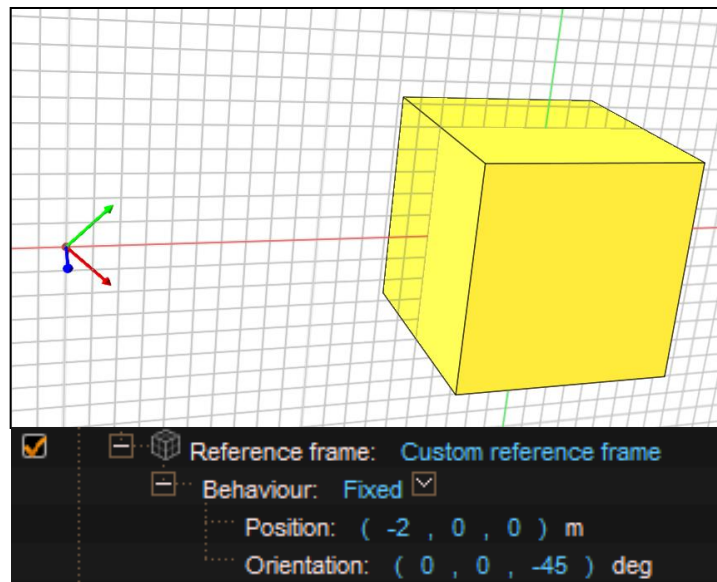 Reference frame: Custom reference frame
Behaviour: Fixed
Position: ( -2 , 0 , 0 ) m
Orientation: ( 0 , 0 , -45 ) deg